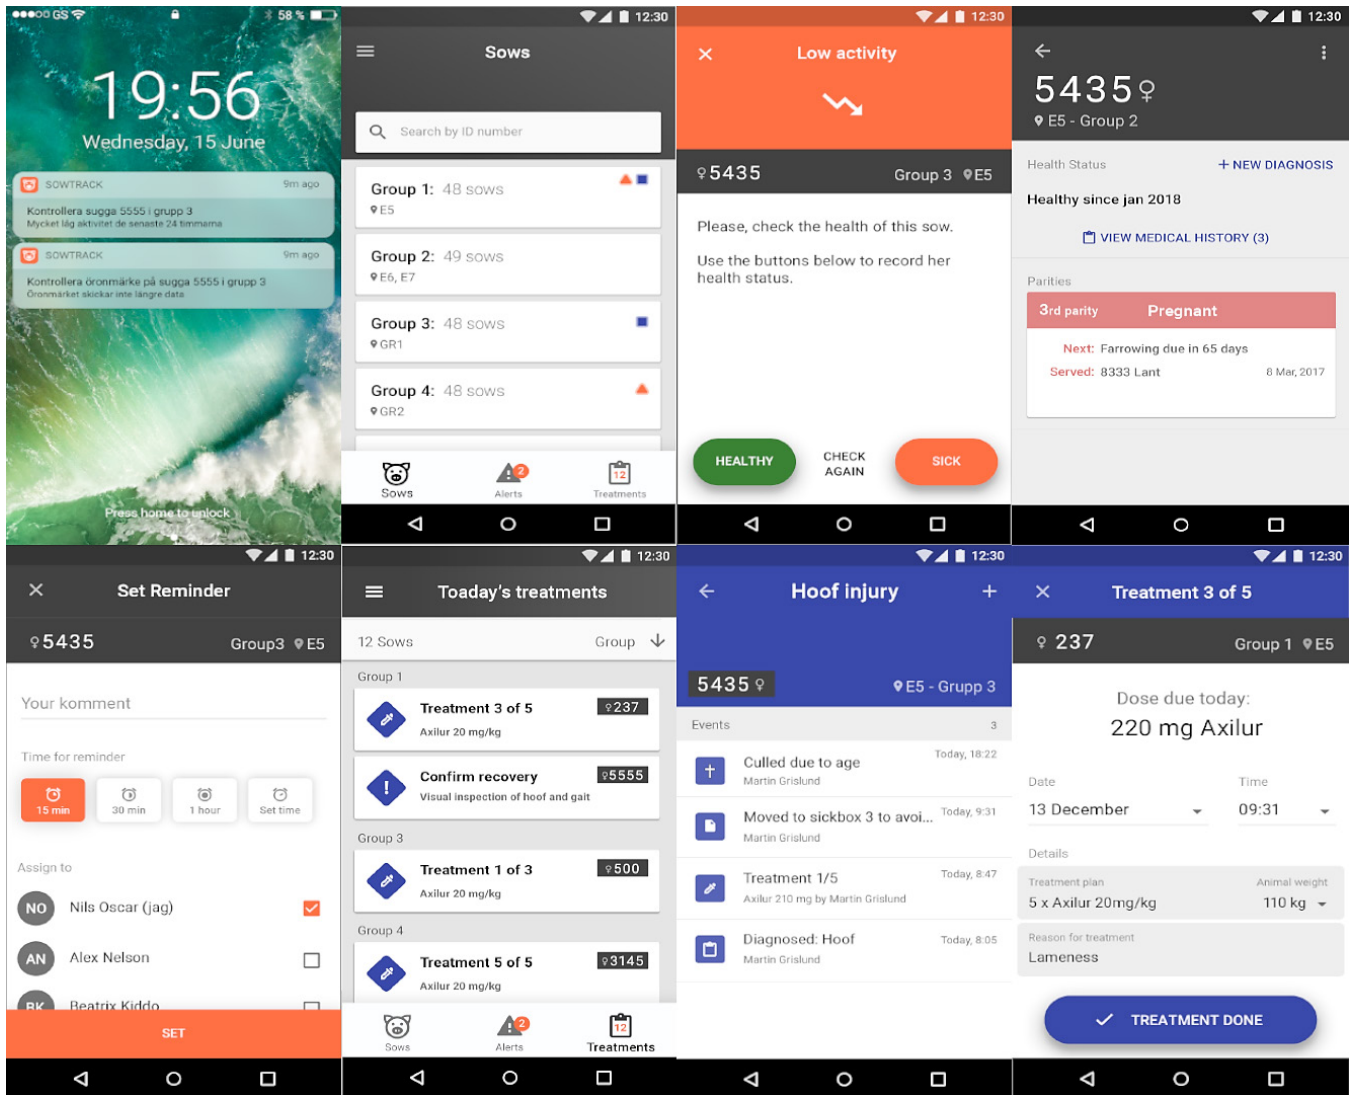 GS
58 %
19:56
Wednesday, 15 June
SOWTRACK 9m ago
Kontrollera sugga 5555 i grupp 3
Mycket låg aktivitet de senaste 24 timmarna
SOWTRACK 9m ago
Kontrollera öronmärke på sugga 5555 i grupp 3
Öronmärket skickar inte längre data.
Press home to unlock
12:30
Sows
Search by ID number
Group 1: 48 sows
E5
Group 2: 49 sows
E6, E7
Group 3: 48 sows
GR1
Group 4: 48 sows
GR2
2
12
Sows Alerts Treatments
12:30
Low activity
♀5435 Group 3 E5
Please, check the health of this sow.
Use the buttons below to record her
health status.
HEALTHY
CHECK
AGAIN
SICK
12:30
5435♀
E5 - Group 2
Health Status + NEW DIAGNOSIS
Healthy since jan 2018
VIEW MEDICAL HISTORY (3)
Parities
3rd parity Pregnant
Next: Farrowing due in 65 days
Served: 8333 Lant 8 Mar, 2017
12:30
Set Reminder
♀5435 Group3 E5
Your komment
Time for reminder
15 min 30 min 1 hour Set time
Assign to
NO Nils Oscar (jag)
AN Alex Nelson
BK Beatrix Kiddo
SET
12:30
Toaday's treatments
12 Sows Group
Group 1
Treatment 3 of 5 ♀237
Axilur 20 mg/kg
Confirm recovery ♀5555
Visual inspection of hoof and gait
Group 3
Treatment 1 of 3 ♀500
Axilur 20 mg/kg
Group 4
Treatment 5 of 5 ♀3145
Axilur 20 mg/kg
2
12
Sows Alerts Treatments
12:30
Hoof injury
5435♀ E5 - Grupp 3
Events 3
Culled due to age Today, 18:22
Martin Grislund
Moved to sickbox 3 to avoi... Today, 9:31
Martin Grislund
Treatment 1/5 Today, 8:47
Axilur 210 mg by Martin Grislund
Diagnosed: Hoof Today, 8:05
Martin Grislund
12:30
Treatment 3 of 5
♀ 237 Group 1 E5
Dose due today:
220 mg Axilur
Date Time
13 December 09:31
Details
Treatment plan Animal weight
5 x Axilur 20mg/kg 110 kg
Reason for treatment
Lameness
TREATMENT DONE